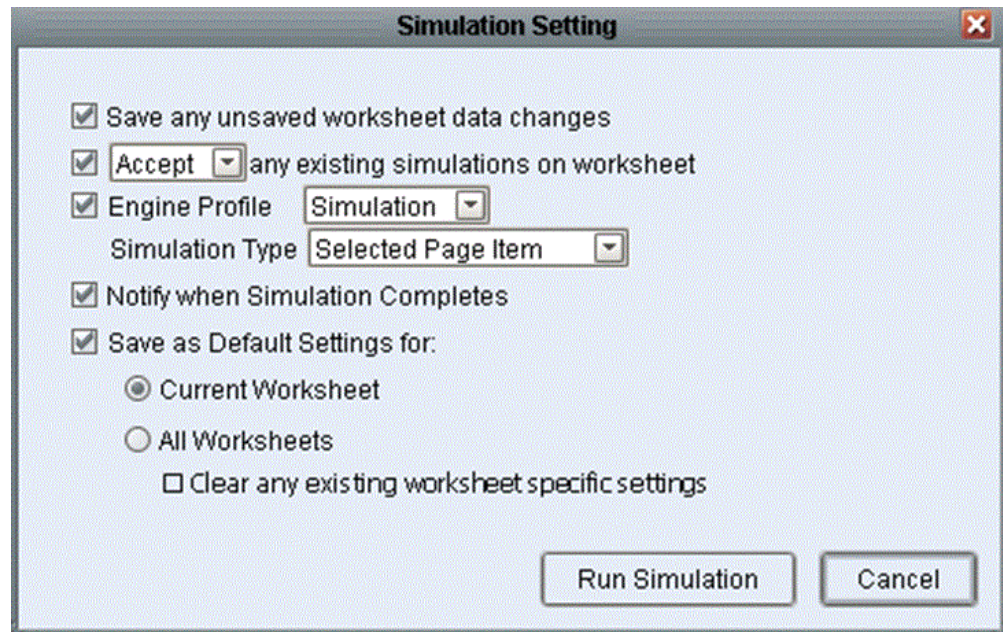 Simulation Setting
Save any unsaved worksheet data changes
Accept any existing simulations on worksheet
Engine Profile Simulation
Simulation Type Selected Page Item
Notify when Simulation Completes
Save as Default Settings for:
Current Worksheet
All Worksheets
Clear any existing worksheet specific settings
Run Simulation Cancel